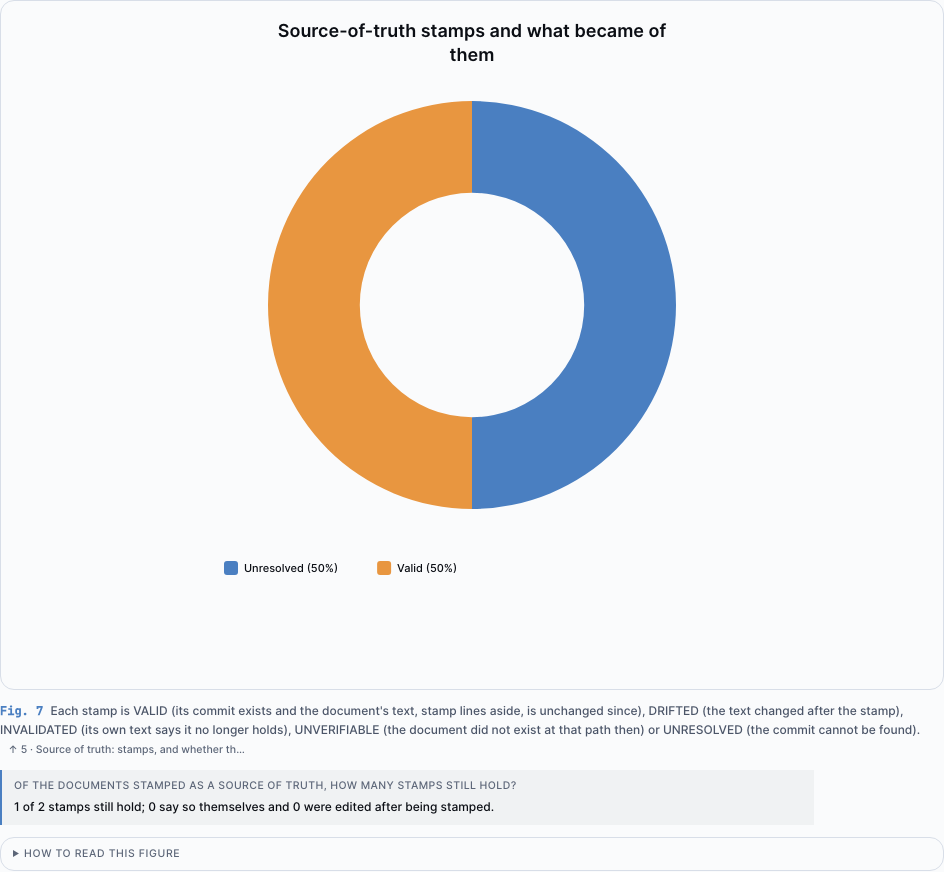 Source-of-truth stamps and what became of
them
Unresolved (50%)
Valid (50%)
Fig. 7 Each stamp is VALID (its commit exists and the document's text, stamp lines aside, is unchanged since), DRIFTED (the text changed after the stamp),
INVALIDATED (its own text says it no longer holds), UNVERIFIABLE (the document did not exist at that path then) or UNRESOLVED (the commit cannot be found).
↑ 5 · Source of truth: stamps, and whether th...
OF THE DOCUMENTS STAMPED AS A SOURCE OF TRUTH, HOW MANY STAMPS STILL HOLD?
1 of 2 stamps still hold; 0 say so themselves and 0 were edited after being stamped.
▶ HOW TO READ THIS FIGURE